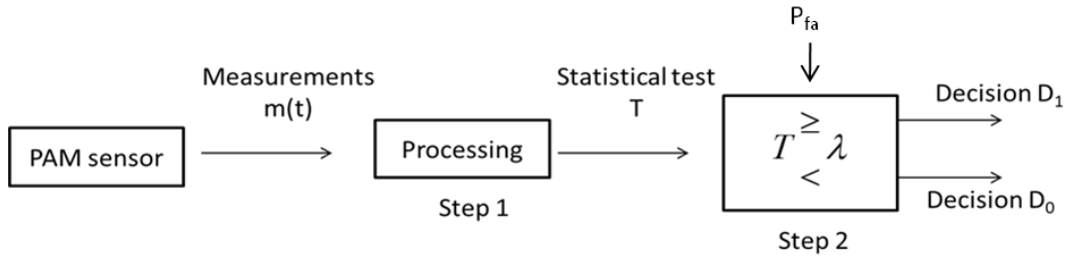 P_fa
Measurements
m(t)
Statistical test
T
Decision D_1
PAM sensor
Processing
≥
T λ
<
Step 1
Decision D_0
Step 2